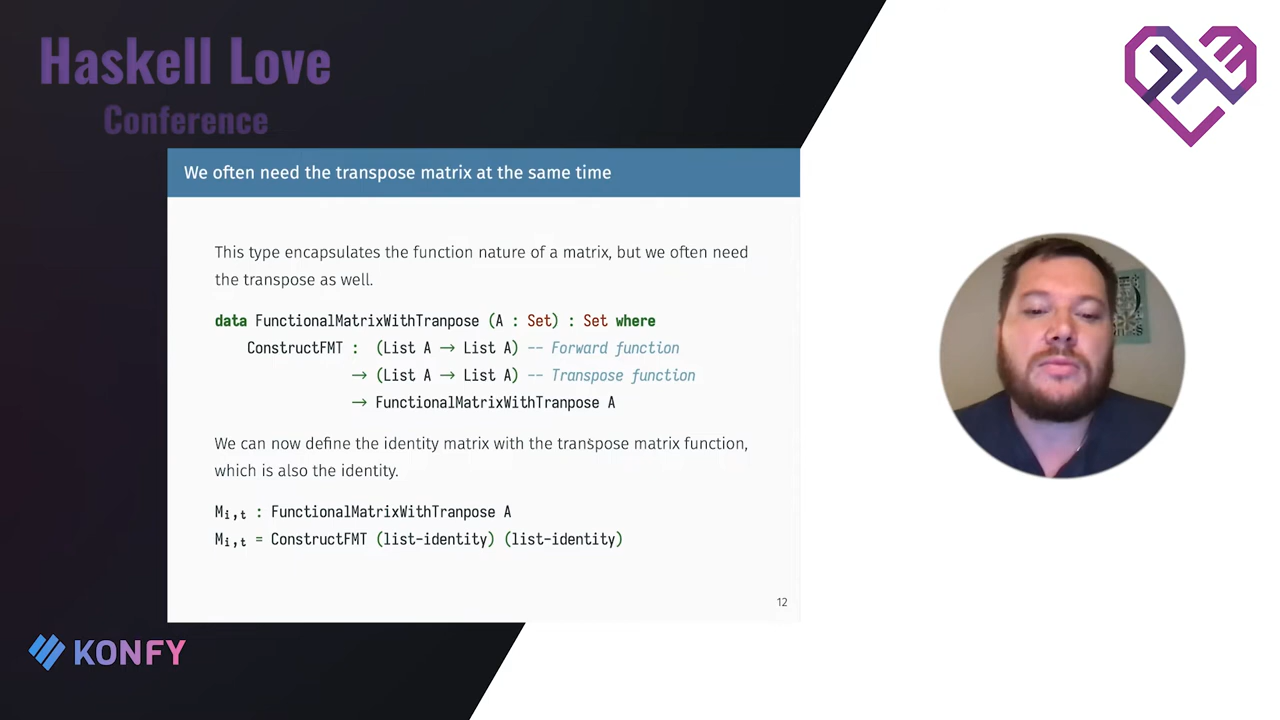 Haskell Love
Conference
We often need the transpose matrix at the same time
This type encapsulates the function nature of a matrix, but we often need
the transpose as well.
data FunctionalMatrixWithTranpose (A : Set) : Set where
ConstructFMT : (List A → List A) -- Forward function
→ (List A → List A) -- Transpose function
→ FunctionalMatrixWithTranpose A
We can now define the identity matrix with the transpose matrix function,
which is also the identity.
Mᵢ,ₜ : FunctionalMatrixWithTranpose A
Mᵢ,ₜ = ConstructFMT (list-identity) (list-identity)
12
KONFY